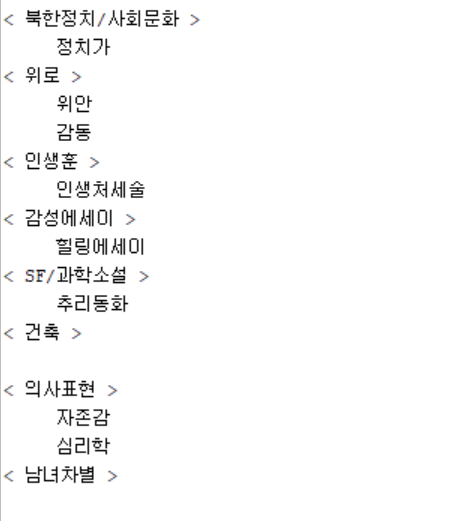 < 북한정치/사회문화 >
정치가
< 위로 >
위안
감동
< 인생훈 >
인생처세술
< 감성에세이 >
힐링에세이
< SF/과학소설 >
추리동화
< 건축 >
< 의사표현 >
자존감
심리학
< 남녀차별 >